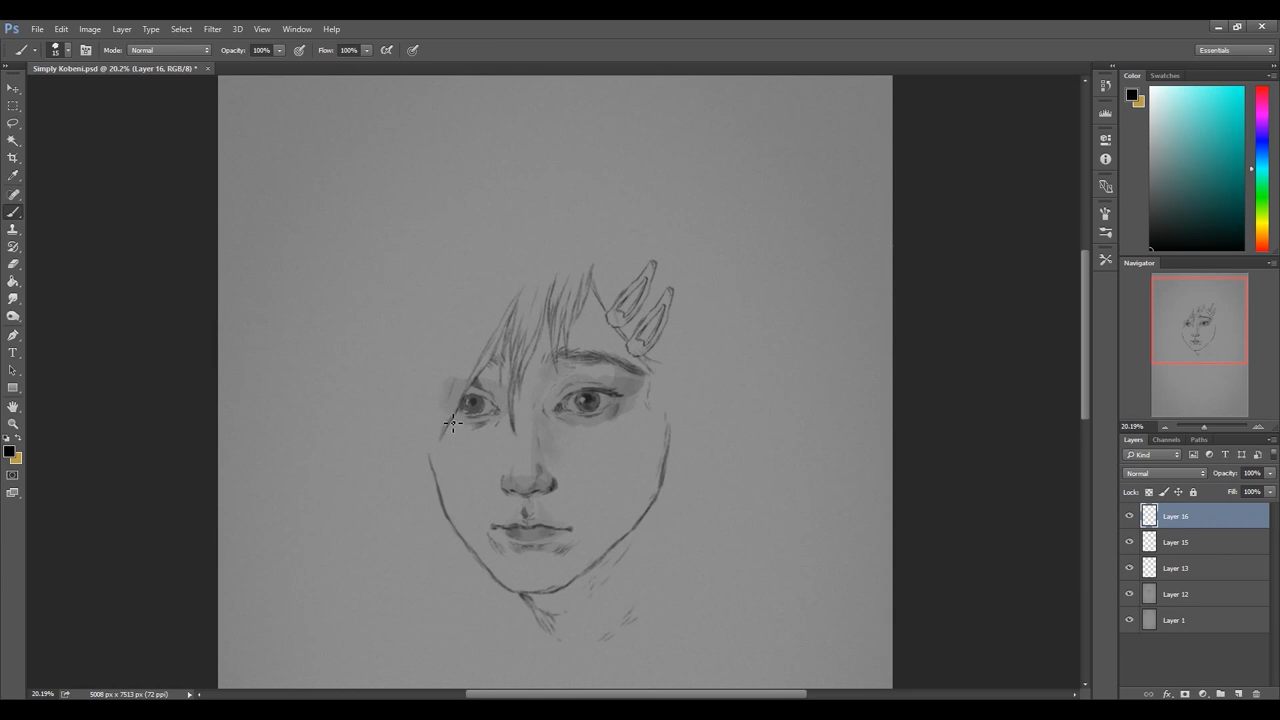 Ps File Edit Image Layer Type Select Filter 3D View Window Help
15 Mode: Normal Opacity: 100% Flow: 100% Essentials
Simply Kobeni.psd @ 20.2% (Layer 16, RGB/8) * ×
Color Swatches
Navigator
20.19%
Layers Channels Paths
Kind
Normal Opacity: 100%
Lock: Fill: 100%
Layer 16
Layer 15
Layer 13
Layer 12
Layer 1
20.19% 5008 px x 7513 px (72 ppi)
fx